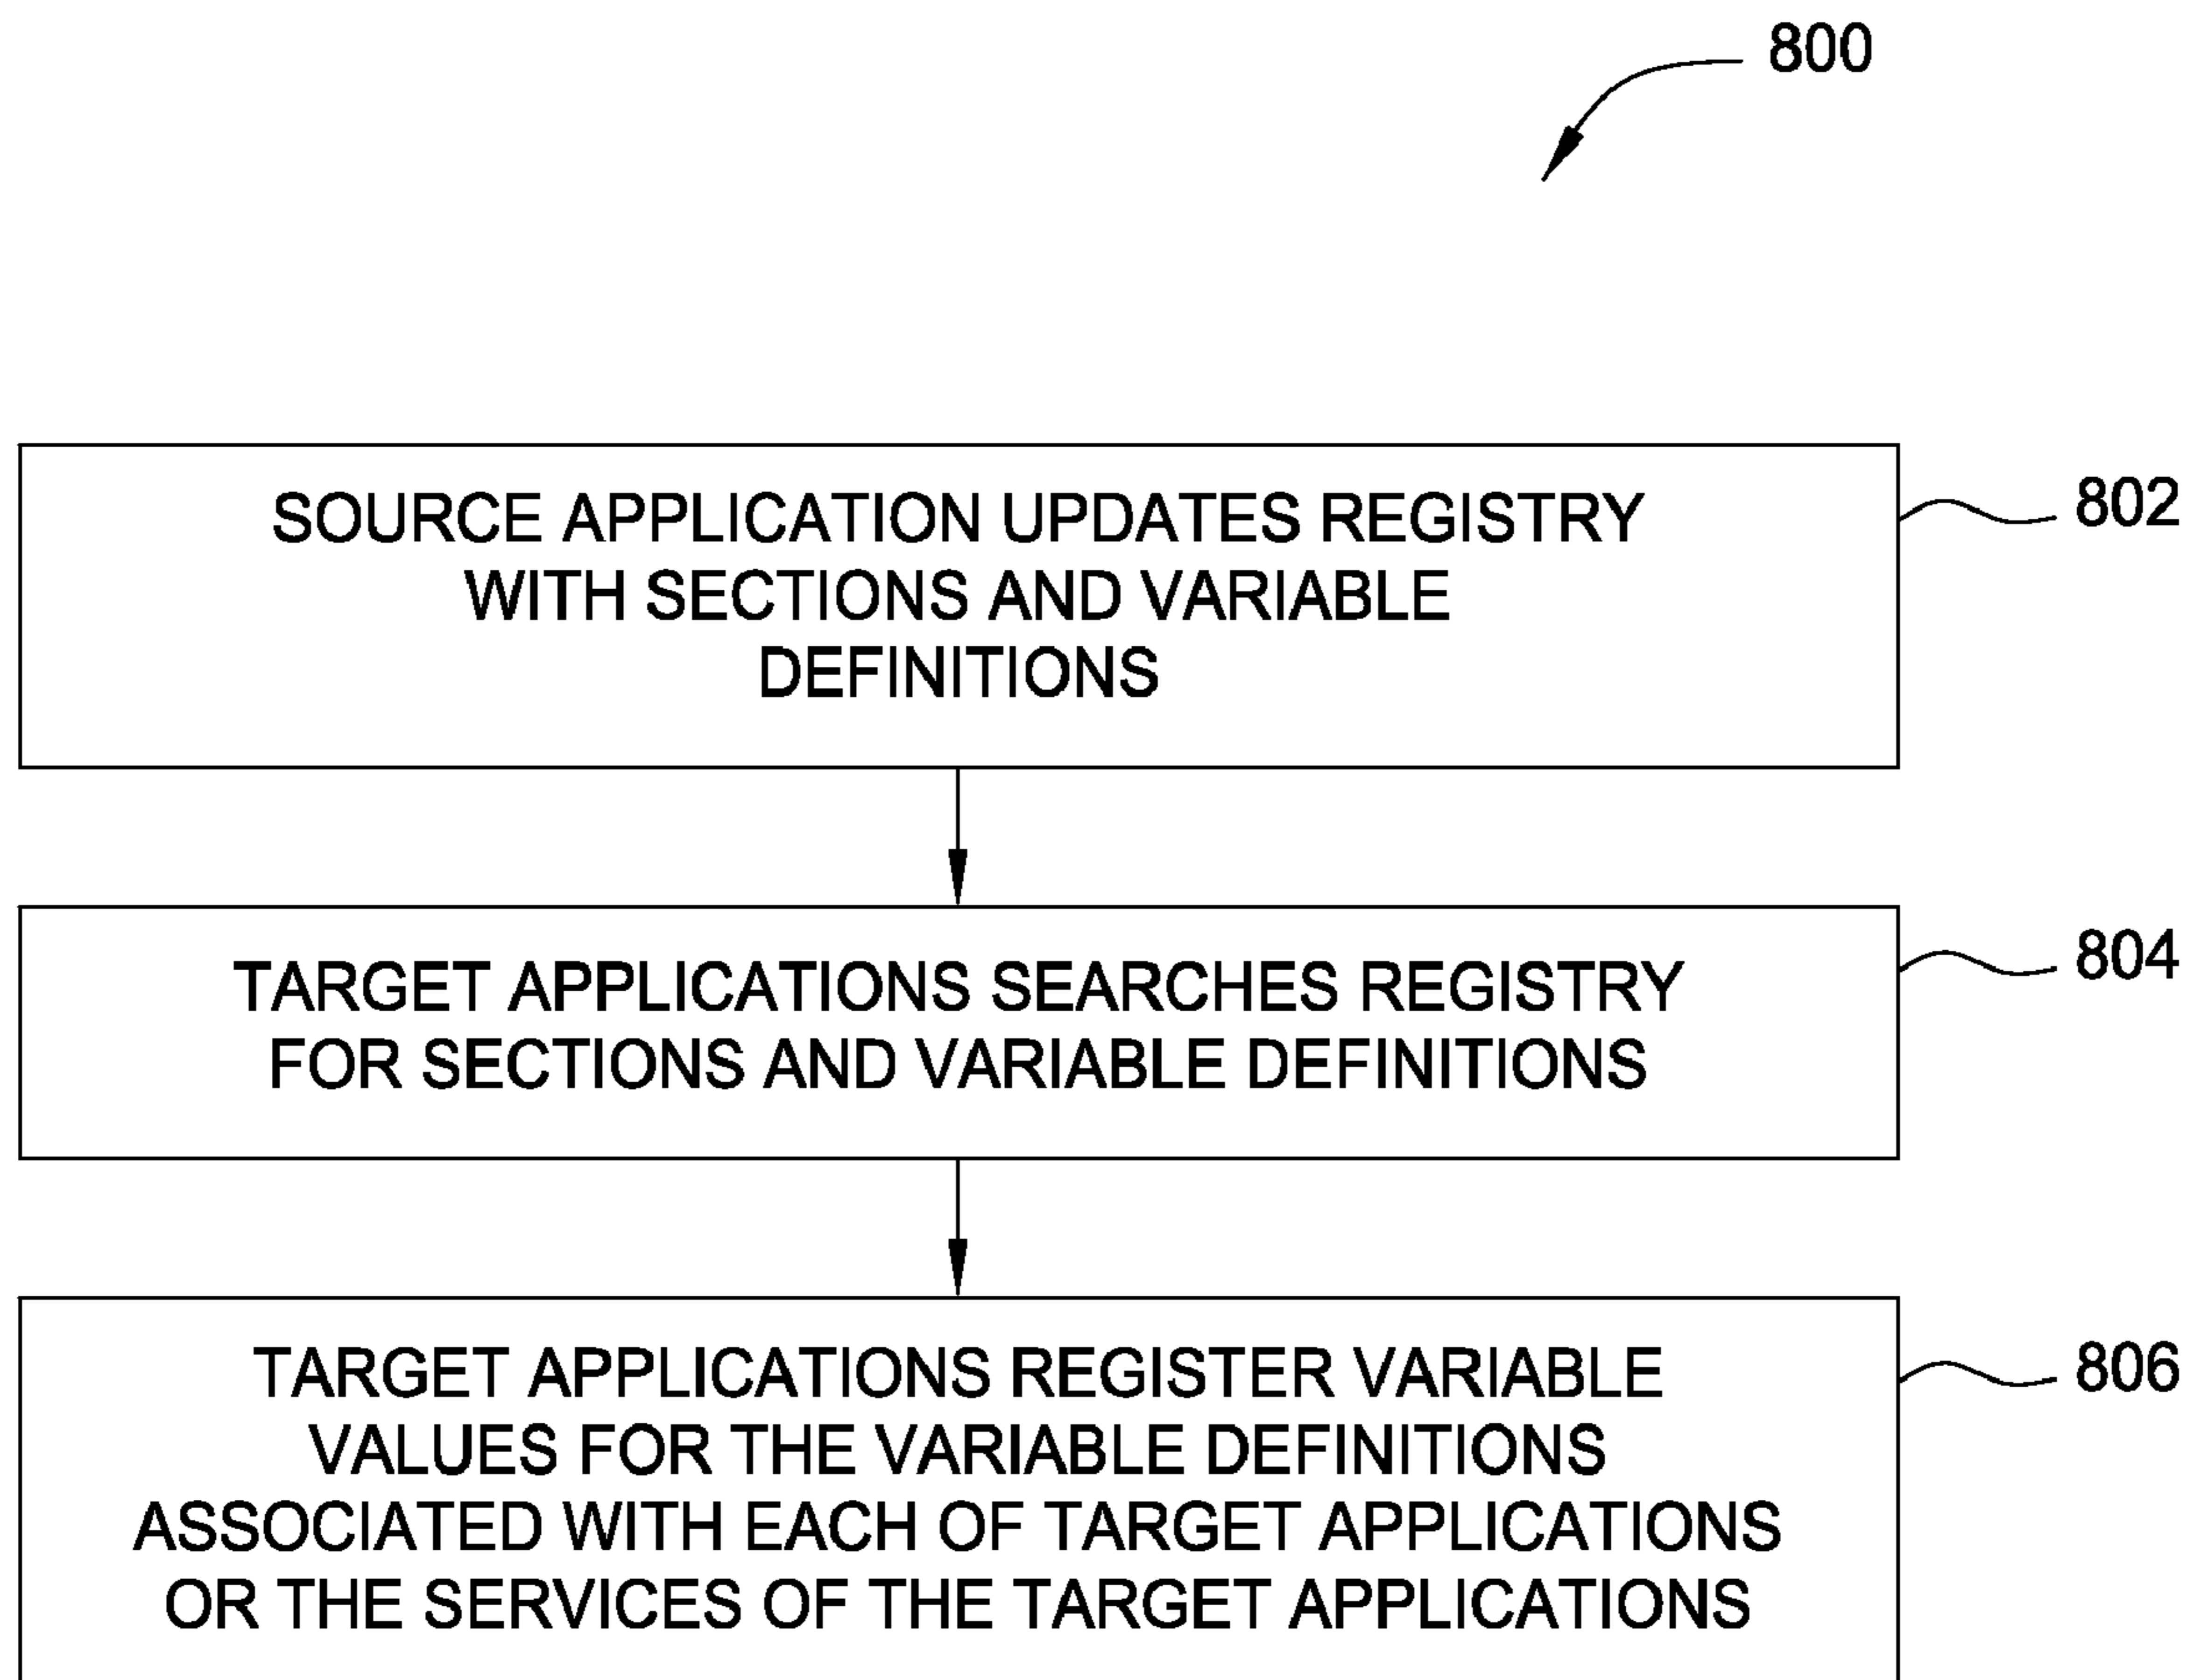 800
SOURCE APPLICATION UPDATES REGISTRY
WITH SECTIONS AND VARIABLE
DEFINITIONS
802
TARGET APPLICATIONS SEARCHES REGISTRY
FOR SECTIONS AND VARIABLE DEFINITIONS
804
TARGET APPLICATIONS REGISTER VARIABLE
VALUES FOR THE VARIABLE DEFINITIONS
ASSOCIATED WITH EACH OF TARGET APPLICATIONS
OR THE SERVICES OF THE TARGET APPLICATIONS
806